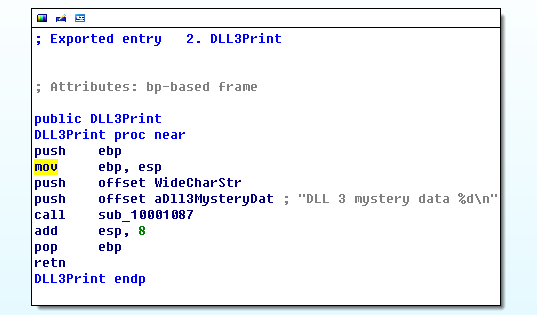 ; Exported entry   2. DLL3Print
; Attributes: bp-based frame
public DLL3Print
DLL3Print proc near
push    ebp
mov     ebp, esp
push    offset WideCharStr
push    offset aDll3MysteryDat ; "DLL 3 mystery data %d\n"
call    sub_10001087
add     esp, 8
pop     ebp
retn
DLL3Print endp